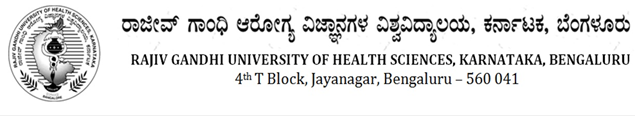 ರಾಜೀವ್ ಗಾಂಧಿ ಆರೋಗ್ಯ ವಿಜ್ಞಾನಗಳ ವಿಶ್ವವಿದ್ಯಾಲಯ, ಕರ್ನಾಟಕ, ಬೆಂಗಳೂರು
RAJIV GANDHI UNIVERSITY OF HEALTH SCIENCES, KARNATAKA, BENGALURU
4th T Block, Jayanagar, Bengaluru – 560 041